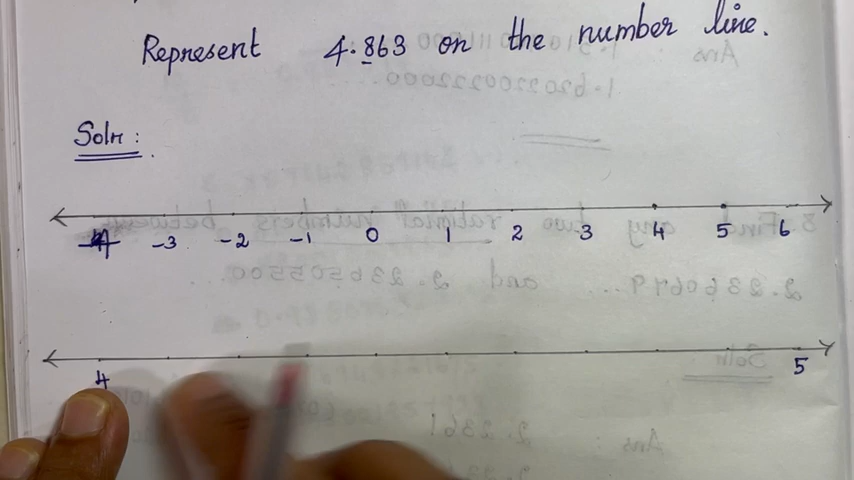 Represent 4.863 on the number line.
Soln :
-3 -2 -1 0 1 2 3 4 5 6
4 5